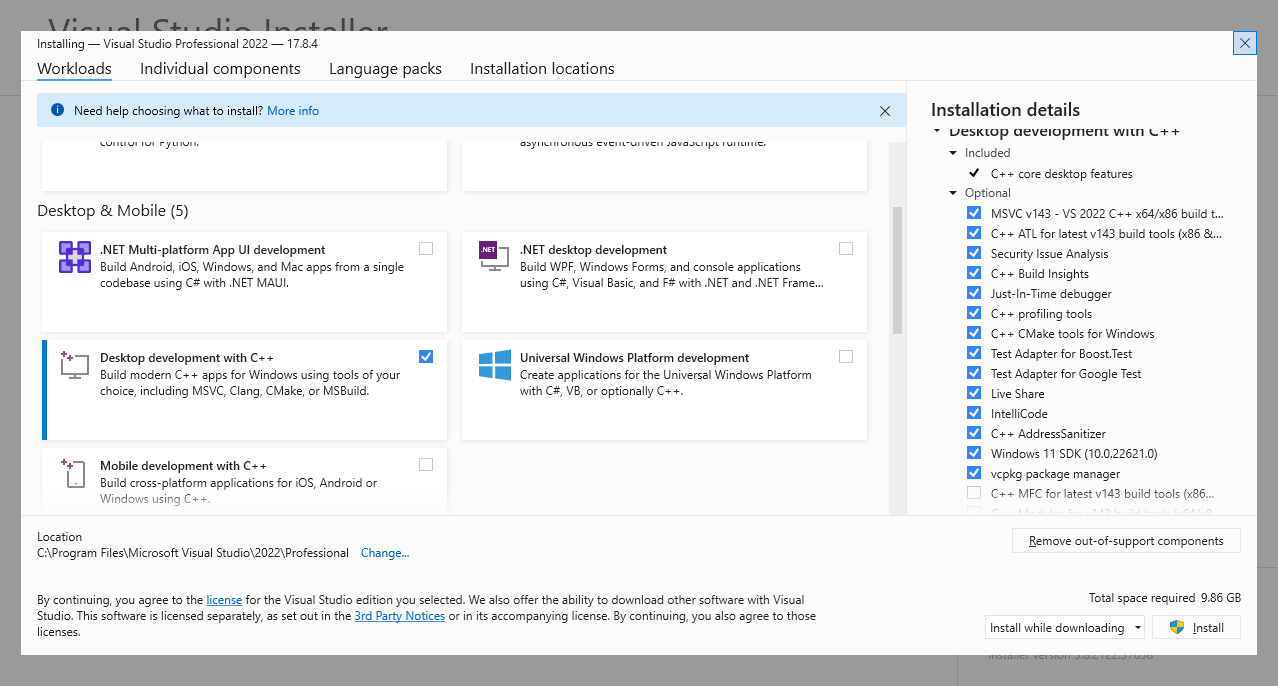 Visual Studio Installer
Installing — Visual Studio Professional 2022 — 17.8.4
Workloads
Individual components
Language packs
Installation locations
Need help choosing what to install? More info
control for Python.
asynchronous event-driven JavaScript runtime.
Desktop & Mobile (5)
.NET Multi-platform App UI development
Build Android, iOS, Windows, and Mac apps from a single
codebase using C# with .NET MAUI.
.NET
.NET desktop development
Build WPF, Windows Forms, and console applications
using C#, Visual Basic, and F# with .NET and .NET Frame...
Desktop development with C++
Build modern C++ apps for Windows using tools of your
choice, including MSVC, Clang, CMake, or MSBuild.
Universal Windows Platform development
Create applications for the Universal Windows Platform
with C#, VB, or optionally C++.
Mobile development with C++
Build cross-platform applications for iOS, Android or
Windows using C++.
Installation details
Desktop development with C++
Included
C++ core desktop features
Optional
MSVC v143 - VS 2022 C++ x64/x86 build t...
C++ ATL for latest v143 build tools (x86 &...
Security Issue Analysis
C++ Build Insights
Just-In-Time debugger
C++ profiling tools
C++ CMake tools for Windows
Test Adapter for Boost.Test
Test Adapter for Google Test
Live Share
IntelliCode
C++ AddressSanitizer
Windows 11 SDK (10.0.22621.0)
vcpkg package manager
C++ MFC for latest v143 build tools (x86...
C++ Modules for v143 build tools (x64/x8...
Location
C:\Program Files\Microsoft Visual Studio\2022\Professional Change...
Remove out-of-support components
By continuing, you agree to the license for the Visual Studio edition you selected. We also offer the ability to download other software with Visual
Studio. This software is licensed separately, as set out in the 3rd Party Notices or in its accompanying license. By continuing, you also agree to those
licenses.
Total space required 9.86 GB
Install while downloading
Install
Installer version